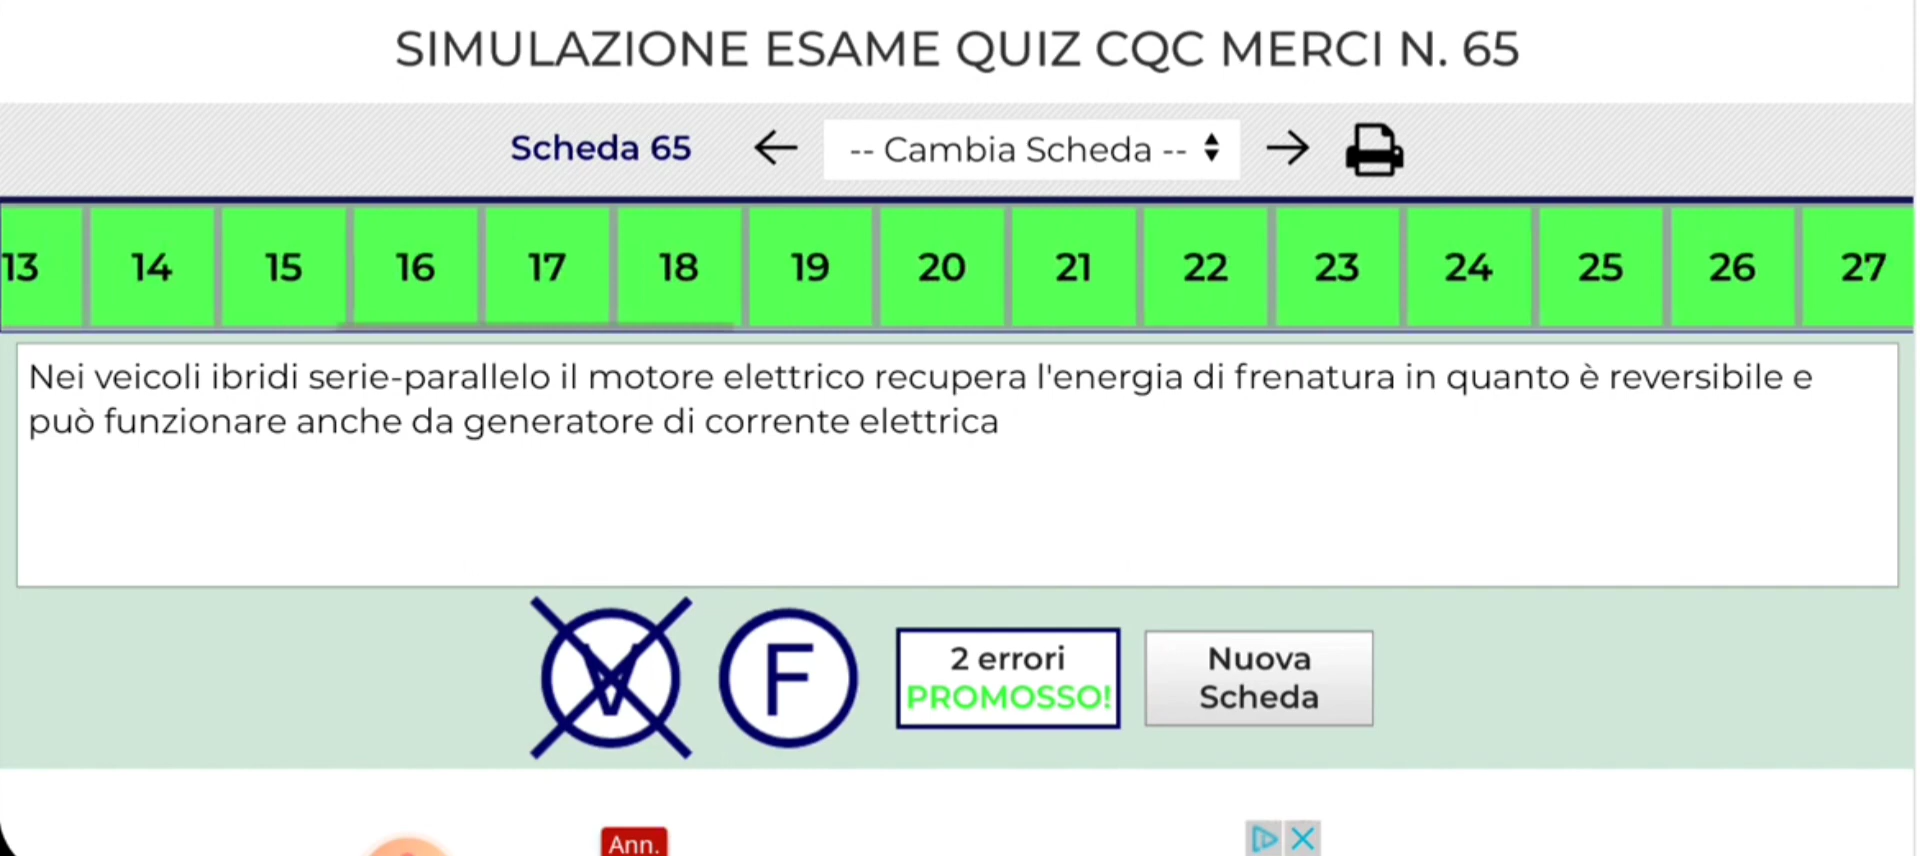 SIMULAZIONE ESAME QUIZ CQC MERCI N. 65
Scheda 65 -- Cambia Scheda --
13 14 15 16 17 18 19 20 21 22 23 24 25 26 27
Nei veicoli ibridi serie-parallelo il motore elettrico recupera l'energia di frenatura in quanto è reversibile e
può funzionare anche da generatore di corrente elettrica
V F
2 errori
PROMOSSO!
Nuova
Scheda
Ann.